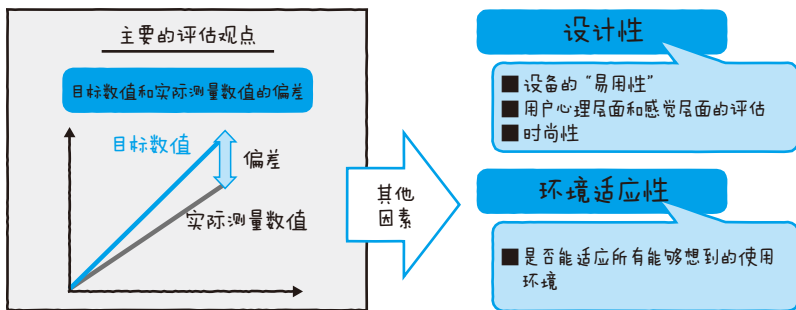 主要的评估观点
目标数值和实际测量数值的偏差
目标数值
偏差
实际测量数值
其他
因素
设计性
■设备的“易用性”
■用户心理层面和感觉层面的评估
■时尚性
环境适应性
■是否能适应所有能够想到的使用
环境